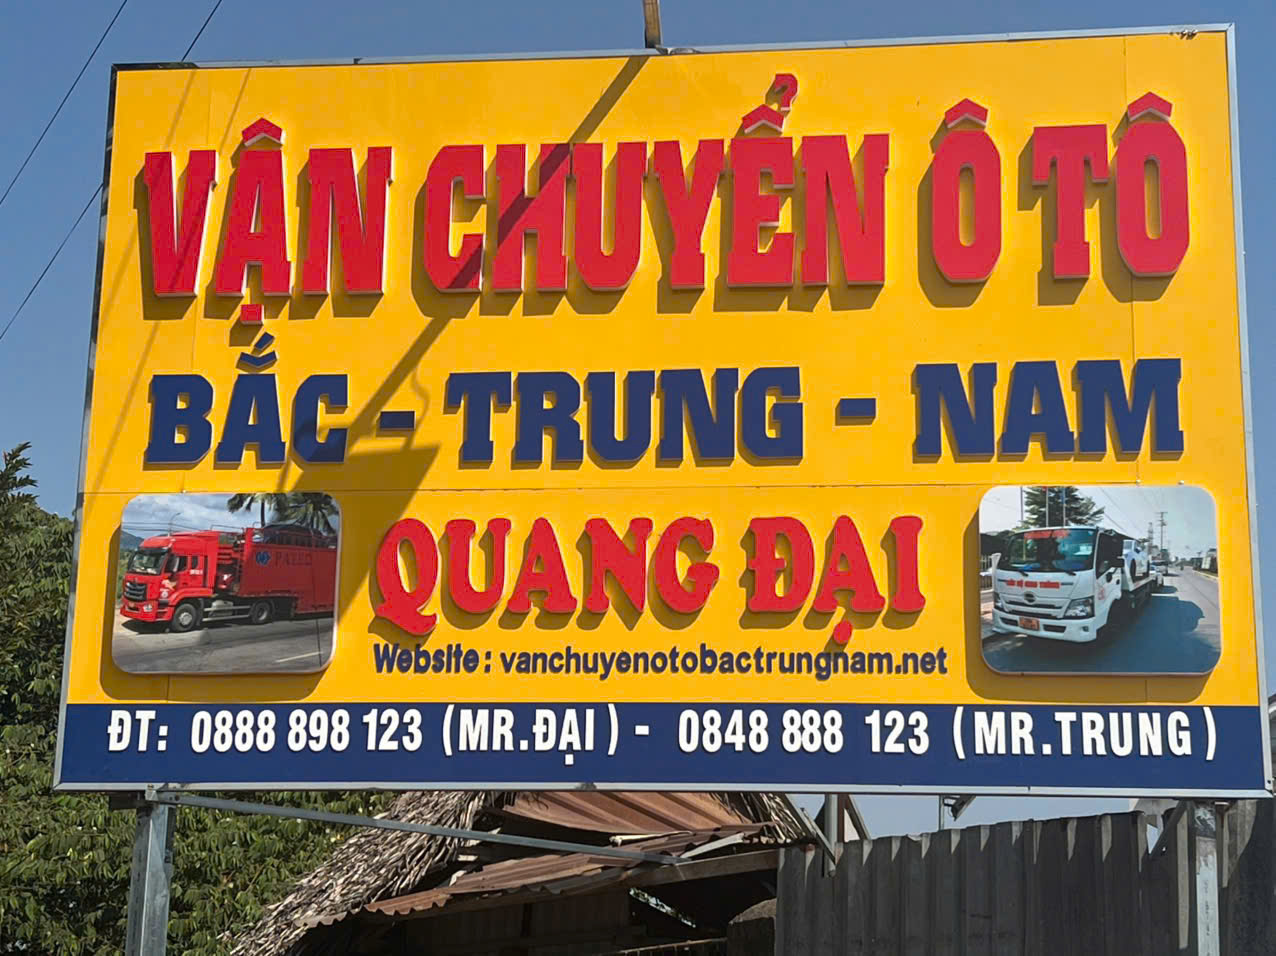 VẬN CHUYỂN Ô TÔ
BẮC - TRUNG - NAM
QUANG ĐẠI
Website: vanchuyenotobactrungnam.net
ĐT: 0888 898 123 (MR.ĐẠI) - 0848 888 123 (MR.TRUNG)